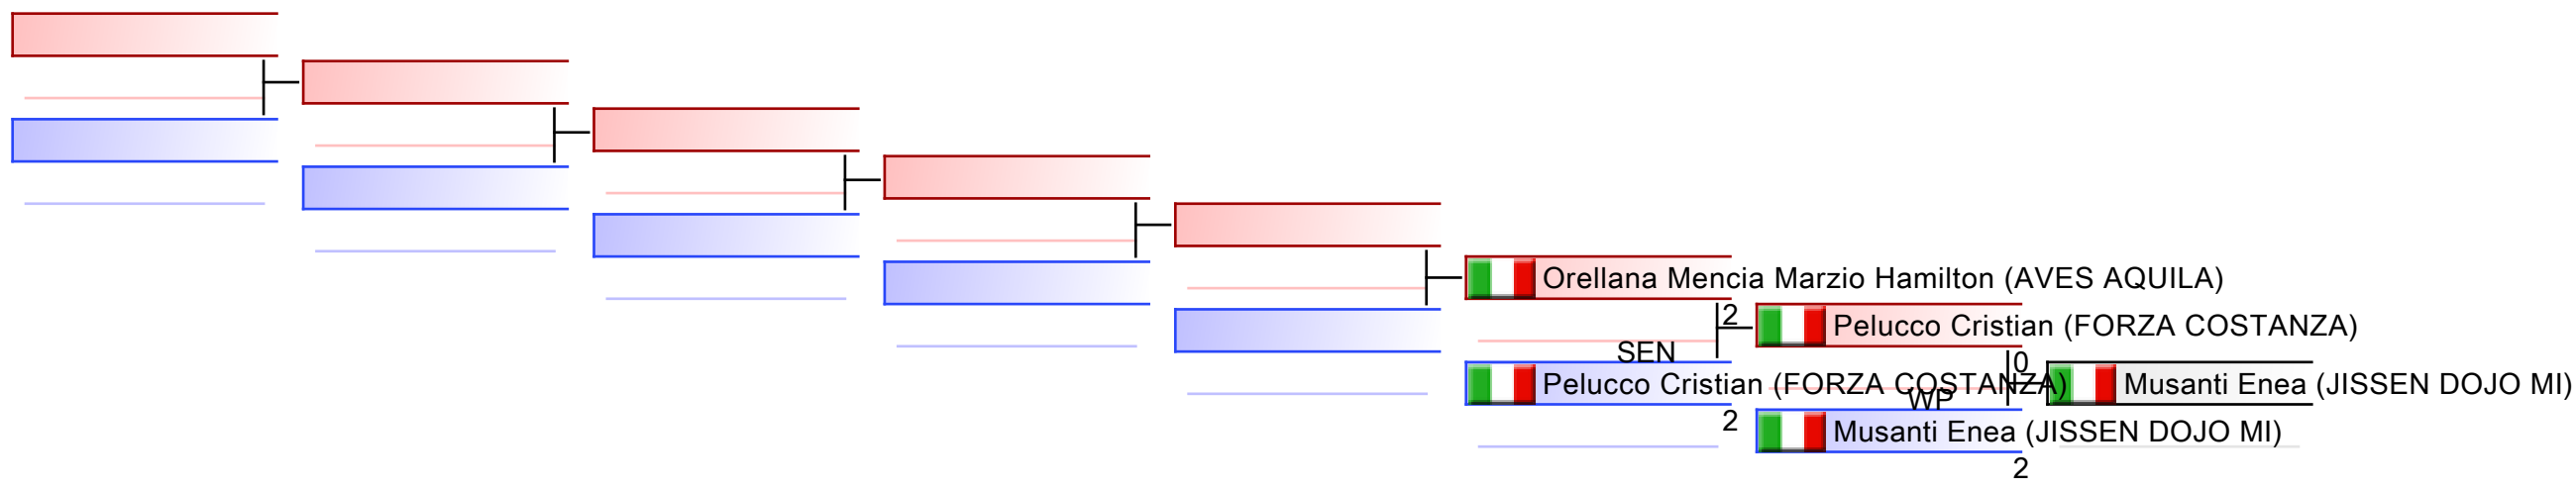 Orellana Mencia Marzio Hamilton (AVES AQUILA)
2
Pelucco Cristian (FORZA COSTANZA)
SEN
0
Pelucco Cristian (FORZA COSTANZA)
Musanti Enea (JISSEN DOJO MI)
WP
2
Musanti Enea (JISSEN DOJO MI)
2